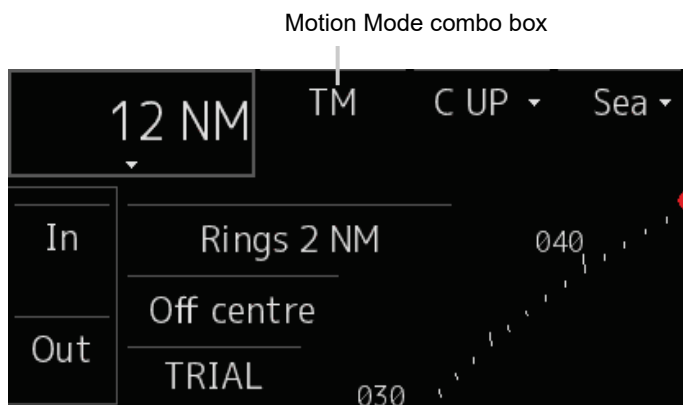 Motion Mode combo box
12 NM
TM
C UP
Sea
In
Out
Rings 2 NM
Off centre
TRIAL
040
030